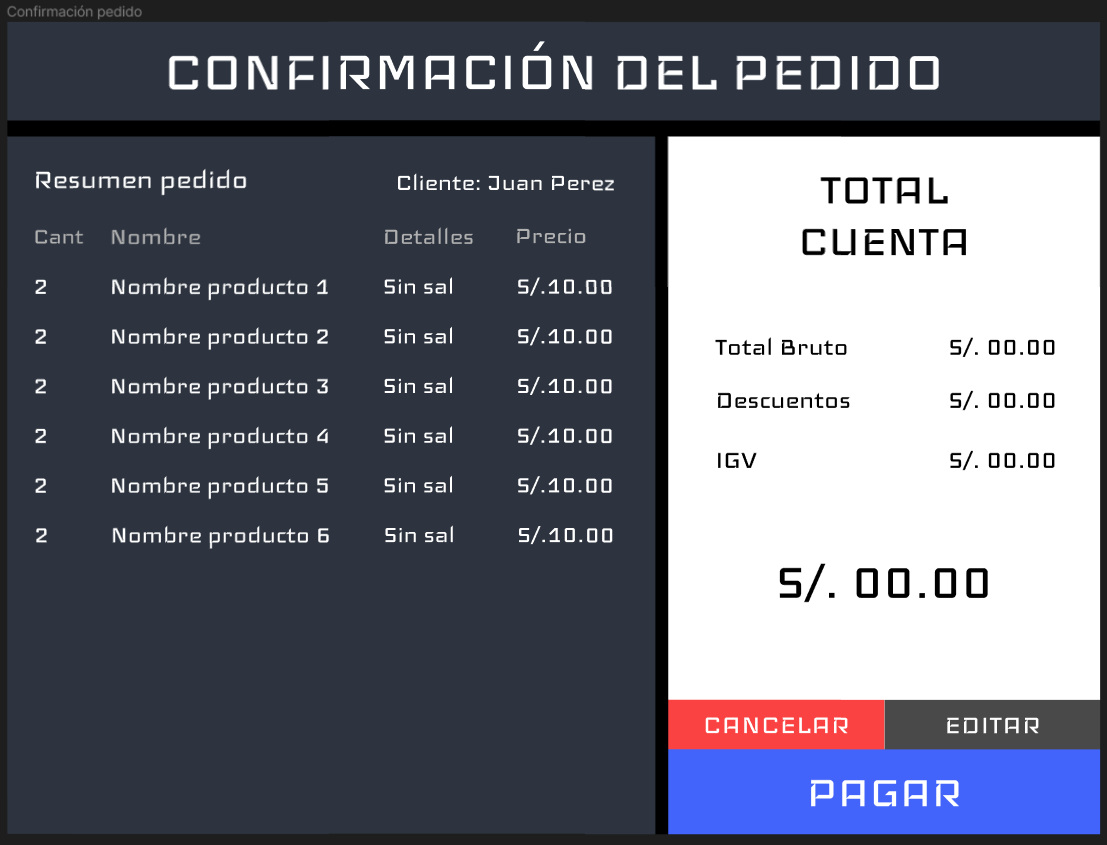 Confirmación pedido
CONFIRMACIÓN DEL PEDIDO
Resumen pedido Cliente: Juan Perez
Cant Nombre Detalles Precio
2 Nombre producto 1 Sin sal S/.10.00
2 Nombre producto 2 Sin sal S/.10.00
2 Nombre producto 3 Sin sal S/.10.00
2 Nombre producto 4 Sin sal S/.10.00
2 Nombre producto 5 Sin sal S/.10.00
2 Nombre producto 6 Sin sal S/.10.00
TOTAL
CUENTA
Total Bruto S/. 00.00
Descuentos S/. 00.00
IGV S/. 00.00
S/. 00.00
CANCELAR EDITAR
PAGAR